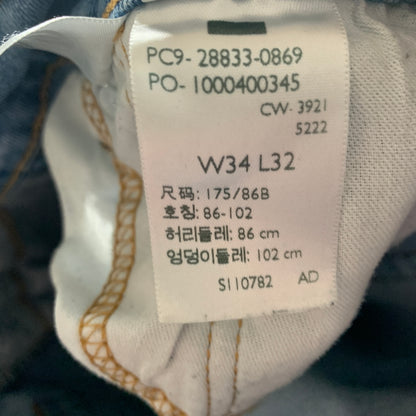 PC9- 28833-0869
PO- 1000400345
CW- 3921
5222
W34 L32
尺码: 175/86B
호칭: 86-102
허리둘레: 86 cm
엉덩이둘레: 102 cm
S110782 AD